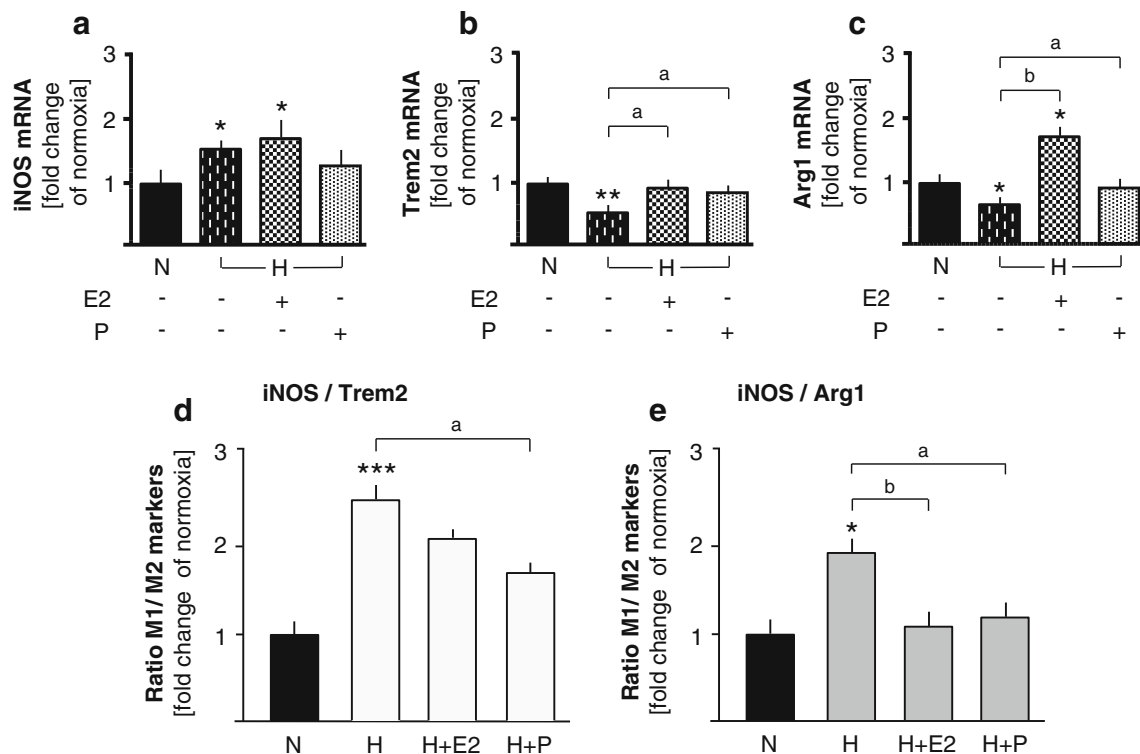 a
iNOS mRNA
[fold change
of normoxia]
3
2
1
*
*
N
H
E2 - - + -
P - - - +
b
Trem2 mRNA
[fold change
of normoxia]
3
2
1
a
a
**
N
H
- - + -
- - - +
c
Arg1 mRNA
[fold change
of normoxia]
3
2
1
a
b
*
*
N
H
- - + -
- - - +
d
iNOS / Trem2
Ratio M1/ M2 markers
[fold change of normoxia]
3
2
1
a
***
N H H+E2 H+P
e
iNOS / Arg1
Ratio M1/ M2 markers
[fold change of normoxia]
3
2
1
a
b
*
N H H+E2 H+P